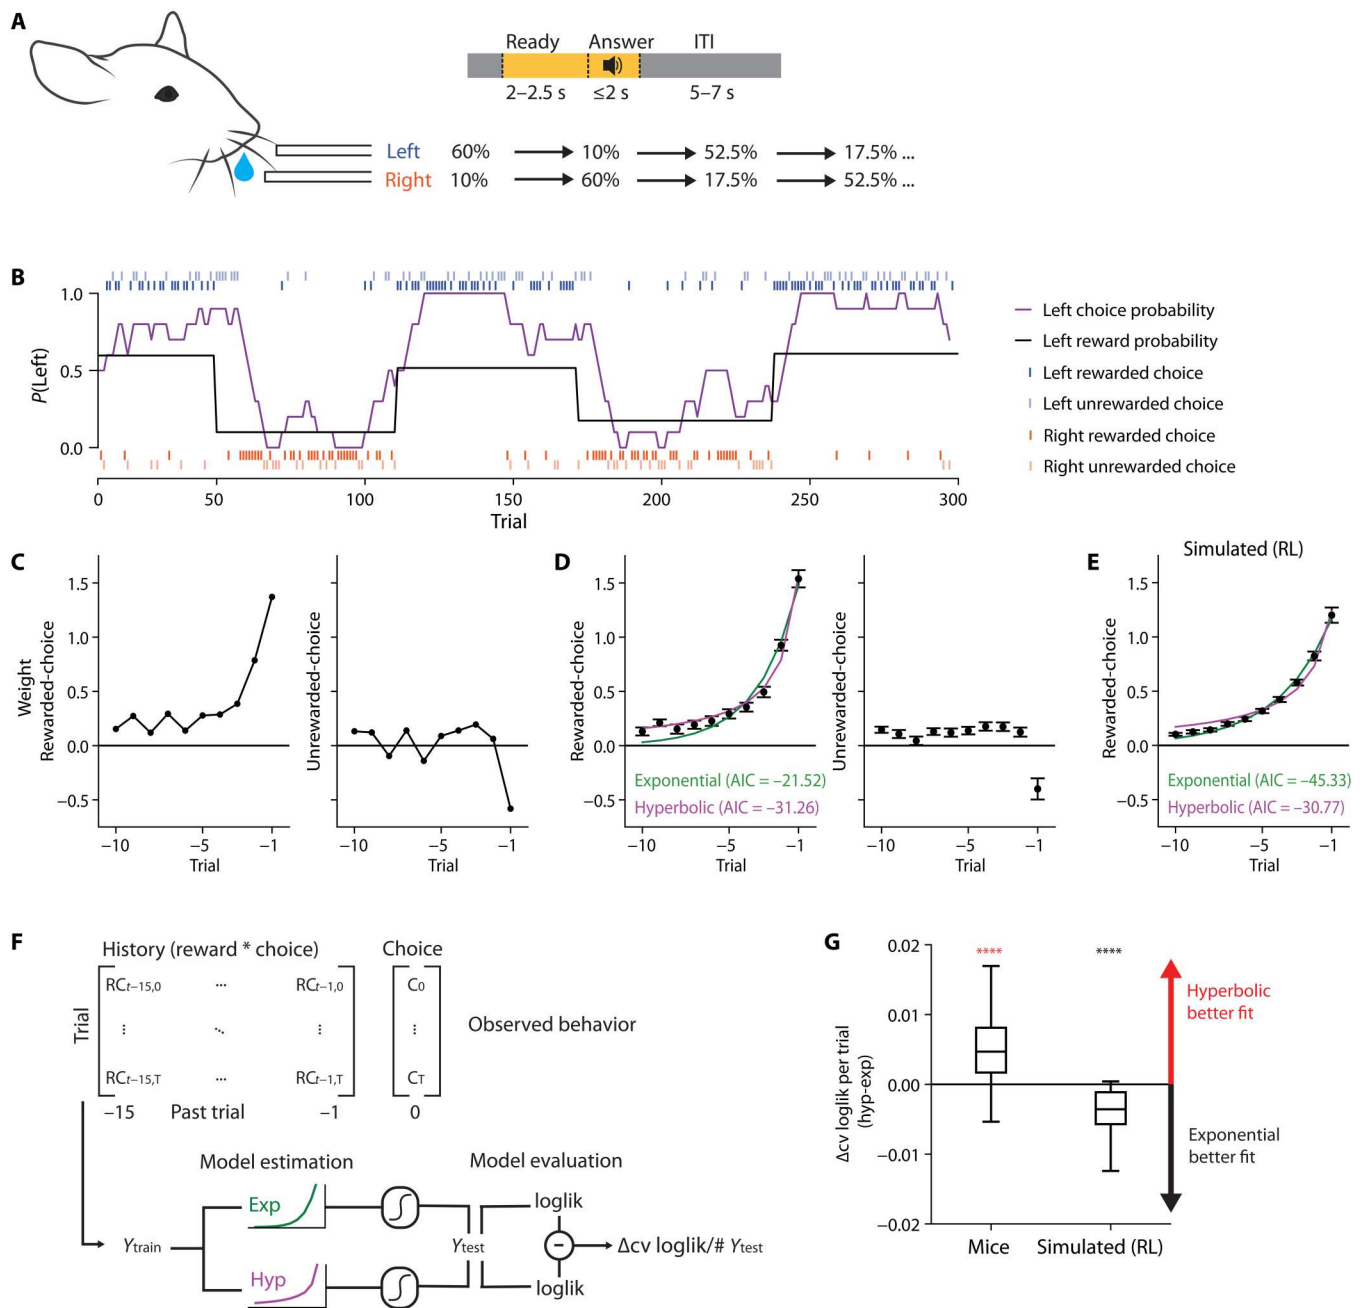 A
Ready Answer ITI
2–2.5 s ≤2 s 5–7 s
Left 60% 10% 52.5% 17.5% ...
Right 10% 60% 17.5% 52.5% ...
B
1.0
0.5
0.0
P(Left)
0 50 100 150 200 250 300
Trial
Left choice probability
Left reward probability
Left rewarded choice
Left unrewarded choice
Right rewarded choice
Right unrewarded choice
C
Weight
Rewarded-choice
1.5
1.0
0.5
0.0
−0.5
−10 −5 −1
Trial
Unrewarded-choice
−10 −5 −1
Trial
D
Rewarded-choice
1.5
1.0
0.5
0.0
−0.5
Exponential (AIC = –21.52)
Hyperbolic (AIC = –31.26)
−10 −5 −1
Trial
Unrewarded-choice
−10 −5 −1
Trial
E
Simulated (RL)
Rewarded-choice
1.5
1.0
0.5
0.0
−0.5
Exponential (AIC = –45.33)
Hyperbolic (AIC = –30.77)
−10 −5 −1
Trial
F
History (reward * choice) Choice
Trial
RCt−15,0 ... RCt−1,0 C0
⋮ ⋱ ⋮ ⋮
RCt−15,T ... RCt−1,T CT
Observed behavior
−15 Past trial −1 0
Model estimation Model evaluation
Exp
loglik
Ytrain Ytest − Δcv loglik/# Ytest
Hyp
loglik
G
Δcv loglik per trial
(hyp-exp)
0.02
0.01
0.00
−0.01
−0.02
**** ****
Hyperbolic
better fit
Exponential
better fit
Mice Simulated (RL)